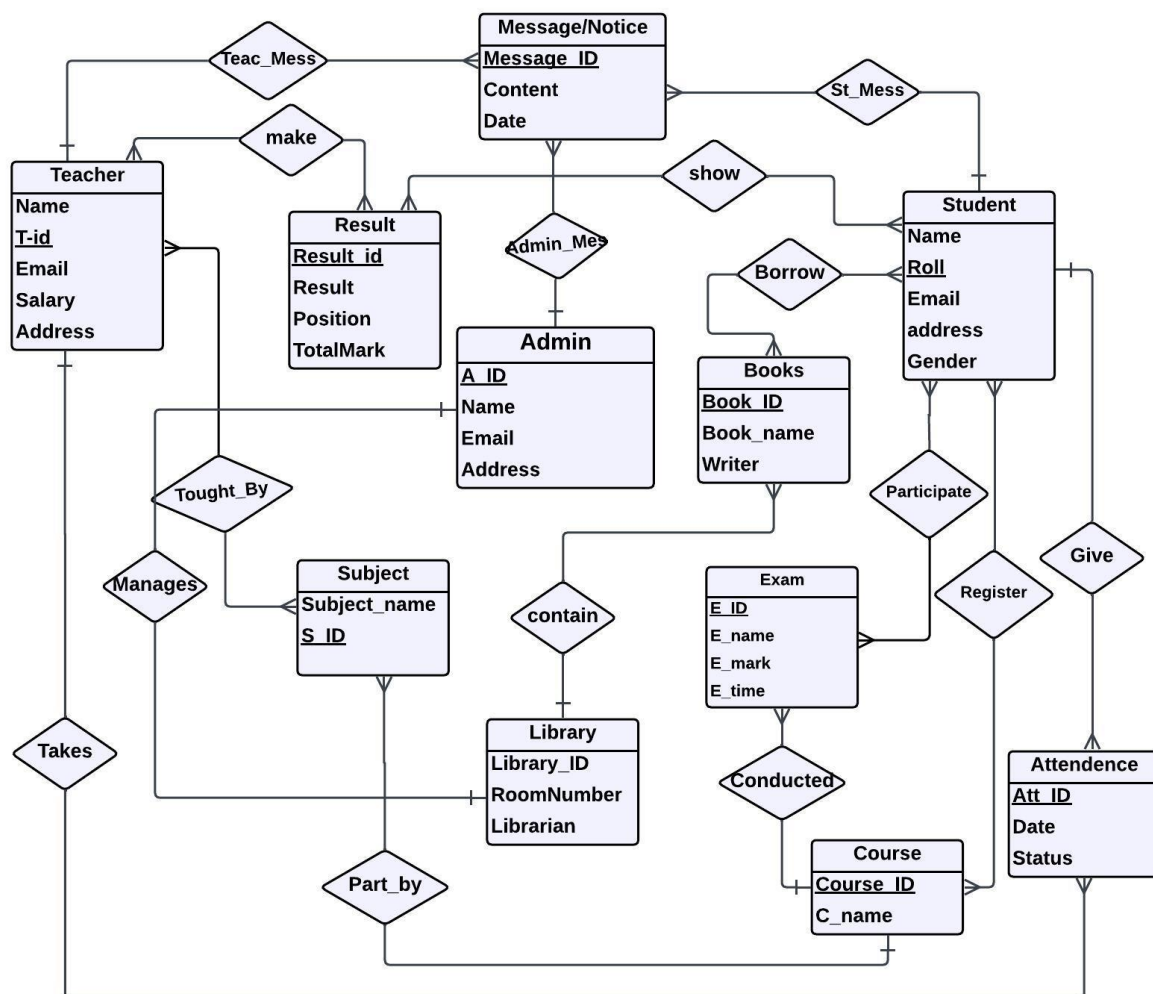 Message/Notice
Message_ID
Content
Date
Teac_Mess
St_Mess
make
show
Teacher
Name
T-id
Email
Salary
Address
Result
Result_id
Result
Position
TotalMark
Admin_Mes
Student
Name
Roll
Email
address
Gender
Borrow
Admin
A_ID
Name
Email
Address
Books
Book_ID
Book_name
Writer
Tought_By
Participate
Manages
Subject
Subject_name
S_ID
contain
Exam
E_ID
E_name
E_mark
E_time
Register
Give
Takes
Library
Library_ID
RoomNumber
Librarian
Conducted
Attendence
Att_ID
Date
Status
Part_by
Course
Course_ID
C_name